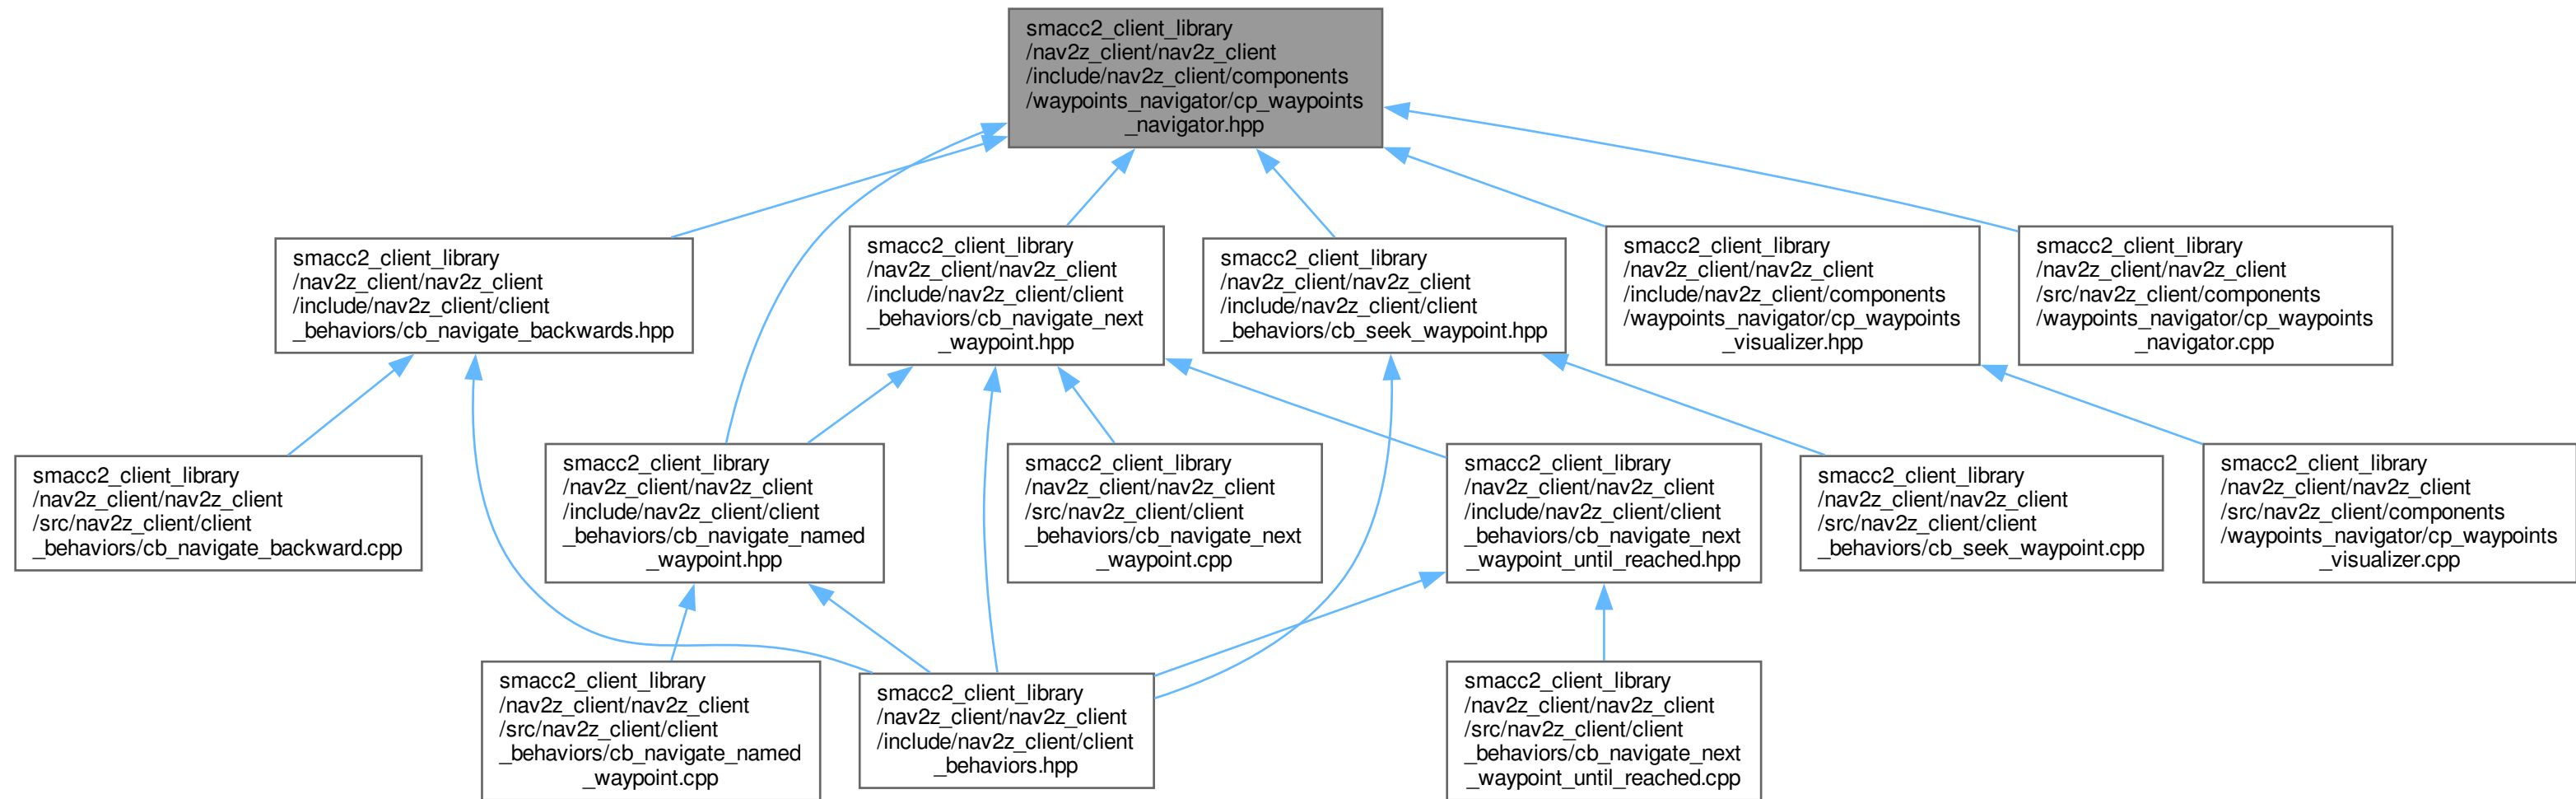 smacc2_client_library
/nav2z_client/nav2z_client
/include/nav2z_client/components
/waypoints_navigator/cp_waypoints
_navigator.hpp
smacc2_client_library
/nav2z_client/nav2z_client
/include/nav2z_client/client
_behaviors/cb_navigate_backwards.hpp
smacc2_client_library
/nav2z_client/nav2z_client
/include/nav2z_client/client
_behaviors/cb_navigate_next
_waypoint.hpp
smacc2_client_library
/nav2z_client/nav2z_client
/include/nav2z_client/client
_behaviors/cb_seek_waypoint.hpp
smacc2_client_library
/nav2z_client/nav2z_client
/include/nav2z_client/components
/waypoints_navigator/cp_waypoints
_visualizer.hpp
smacc2_client_library
/nav2z_client/nav2z_client
/src/nav2z_client/components
/waypoints_navigator/cp_waypoints
_navigator.cpp
smacc2_client_library
/nav2z_client/nav2z_client
/src/nav2z_client/client
_behaviors/cb_navigate_backward.cpp
smacc2_client_library
/nav2z_client/nav2z_client
/include/nav2z_client/client
_behaviors/cb_navigate_named
_waypoint.hpp
smacc2_client_library
/nav2z_client/nav2z_client
/src/nav2z_client/client
_behaviors/cb_navigate_next
_waypoint.cpp
smacc2_client_library
/nav2z_client/nav2z_client
/include/nav2z_client/client
_behaviors/cb_navigate_next
_waypoint_until_reached.hpp
smacc2_client_library
/nav2z_client/nav2z_client
/src/nav2z_client/client
_behaviors/cb_seek_waypoint.cpp
smacc2_client_library
/nav2z_client/nav2z_client
/src/nav2z_client/components
/waypoints_navigator/cp_waypoints
_visualizer.cpp
smacc2_client_library
/nav2z_client/nav2z_client
/src/nav2z_client/client
_behaviors/cb_navigate_named
_waypoint.cpp
smacc2_client_library
/nav2z_client/nav2z_client
/include/nav2z_client/client
_behaviors.hpp
smacc2_client_library
/nav2z_client/nav2z_client
/src/nav2z_client/client
_behaviors/cb_navigate_next
_waypoint_until_reached.cpp